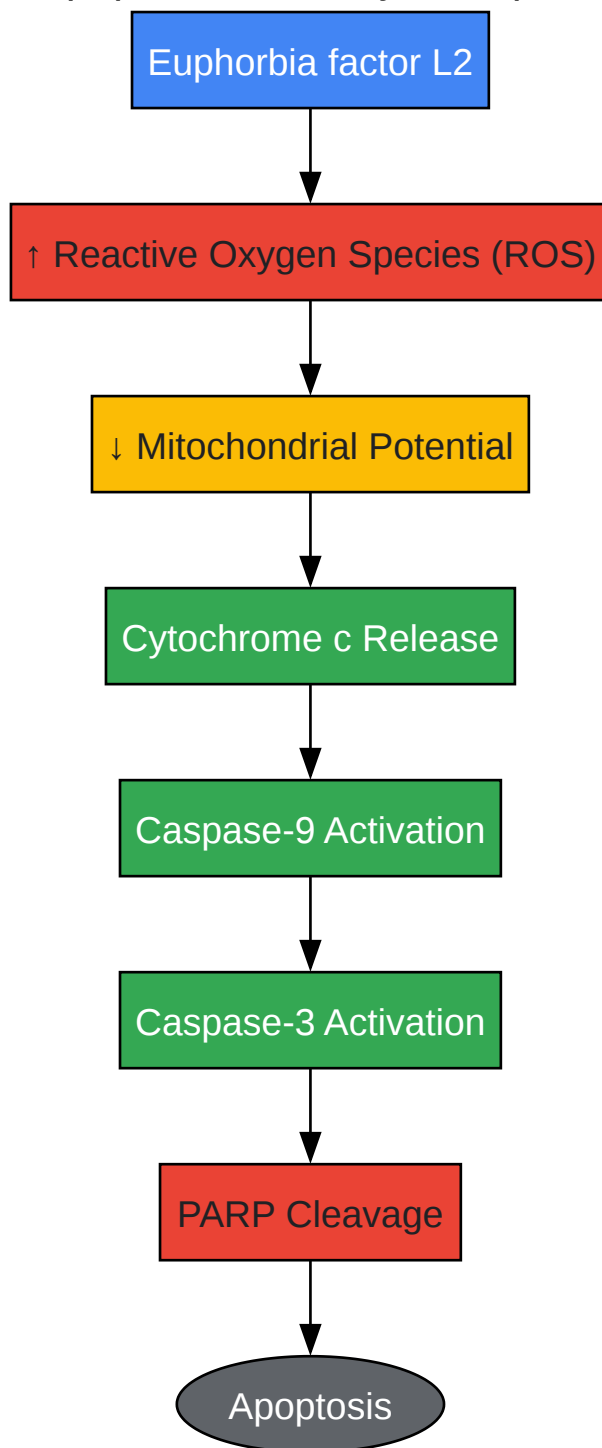 Euphorbia factor L2
↑ Reactive Oxygen Species (ROS)
↓ Mitochondrial Potential
Cytochrome c Release
Caspase-9 Activation
Caspase-3 Activation
PARP Cleavage
Apoptosis